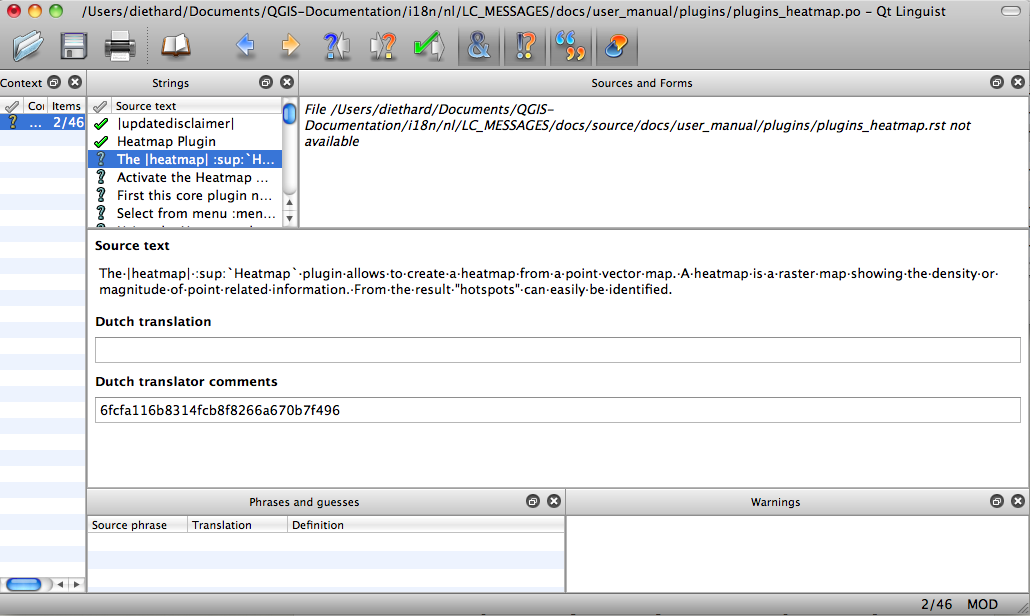 /Users/diethard/Documents/QGIS-Documentation/i18n/nl/LC_MESSAGES/docs/user_manual/plugins/plugins_heatmap.po - Qt Linguist
Context
Strings
Sources and Forms
Coı Items
... 2/46
Source text
|updatedisclaimer|
Heatmap Plugin
The |heatmap| :sup:`H...
Activate the Heatmap ...
First this core plugin n...
Select from menu :men...
File /Users/diethard/Documents/QGIS-
Documentation/i18n/nl/LC_MESSAGES/docs/source/docs/user_manual/plugins/plugins_heatmap.rst not
available
Source text
The·|heatmap|·:sup:`Heatmap`·plugin·allows·to·create·a·heatmap·from·a·point·vector·map.·A·heatmap·is·a·raster·map·showing·the·density·or·
magnitude·of·point·related·information.·From·the·result·"hotspots"·can·easily·be·identified.
Dutch translation
Dutch translator comments
6fcfa116b8314fcb8f8266a670b7f496
Phrases and guesses
Warnings
Source phrase Translation Definition
2/46 MOD